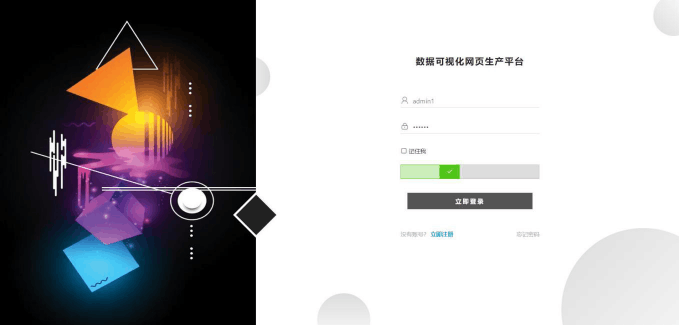 数据可视化网页生产平台
admin1
••••••
记住我
立即登录
没有账号? 立即注册 忘记密码